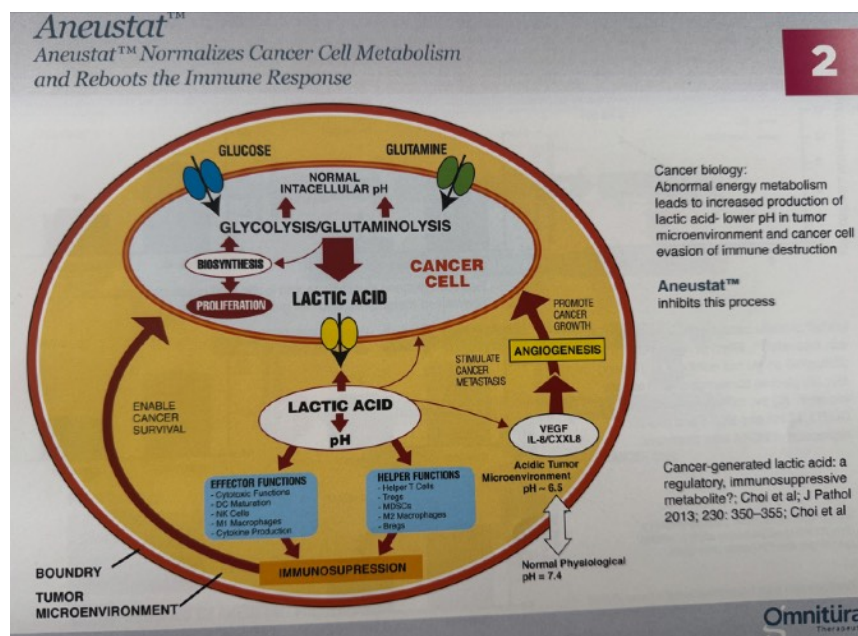 Aneustat™
Aneustat™ Normalizes Cancer Cell Metabolism
and Reboots the Immune Response
2
GLUCOSE
GLUTAMINE
NORMAL
INTACELLULAR pH
GLYCOLYSIS/GLUTAMINOLYSIS
BIOSYNTHESIS
PROLIFERATION
LACTIC ACID
CANCER
CELL
PROMOTE
CANCER
GROWTH
ANGIOGENESIS
STIMULATE
CANCER
METASTASIS
ENABLE
CANCER
SURVIVAL
LACTIC ACID
pH
VEGF
IL-8/CXXL8
Acidic Tumor
Microenvironment
pH ~ 6.5
EFFECTOR FUNCTIONS
- Cytotoxic Functions
- DC Maturation
- NK Cells
- M1 Macrophages
- Cytokine Production
HELPER FUNCTIONS
- Helper T Cells
- Tregs
- MDSCs
- M2 Macrophages
- Bregs
IMMUNOSUPRESSION
Normal Physiological
pH = 7.4
BOUNDRY
TUMOR
MICROENVIRONMENT
Cancer biology:
Abnormal energy metabolism
leads to increased production of
lactic acid- lower pH in tumor
microenvironment and cancer cell
evasion of immune destruction
Aneustat™
inhibits this process
Cancer-generated lactic acid: a
regulatory, immunosuppressive
metabolite?: Choi et al; J Pathol
2013; 230: 350–355; Choi et al
Omnitüra
Therapeutics